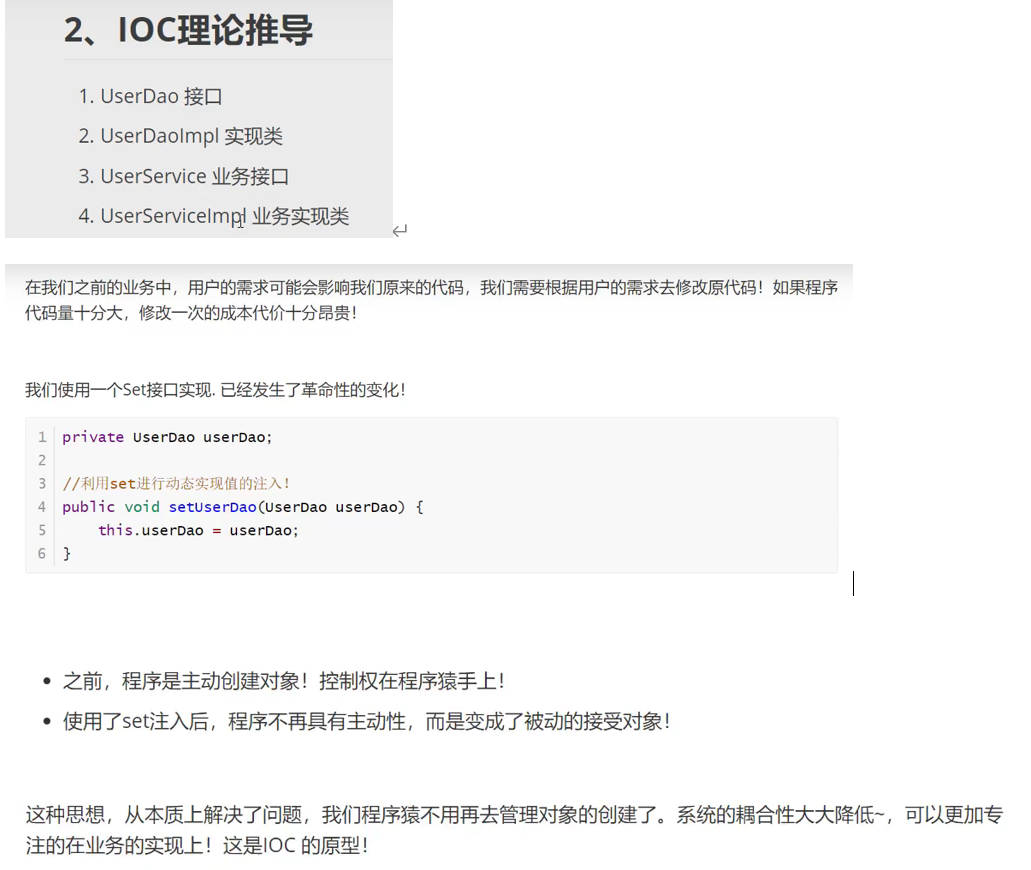 2、IOC理论推导
1. UserDao 接口
2. UserDaoImpl 实现类
3. UserService 业务接口
4. UserServiceImpl 业务实现类
在我们之前的业务中，用户的需求可能会影响我们原来的代码，我们需要根据用户的需求去修改原代码！如果程序
代码量十分大，修改一次的成本代价十分昂贵！
我们使用一个Set接口实现. 已经发生了革命性的变化！
1 private UserDao userDao;
2
3 //利用set进行动态实现值的注入！
4 public void setUserDao(UserDao userDao) {
5 this.userDao = userDao;
6 }
• 之前，程序是主动创建对象！控制权在程序猿手上！
• 使用了set注入后，程序不再具有主动性，而是变成了被动的接受对象！
这种思想，从本质上解决了问题，我们程序猿不用再去管理对象的创建了。系统的耦合性大大降低~，可以更加专
注的在业务的实现上！这是IOC 的原型！